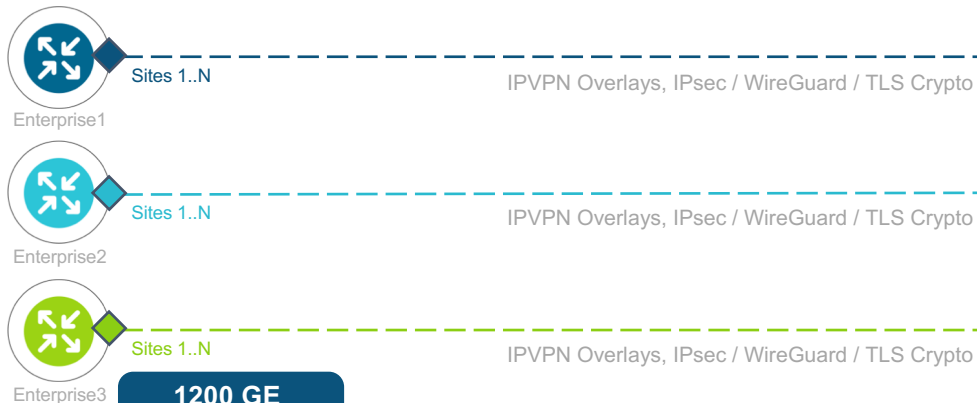 Sites 1..N
IPVPN Overlays, IPsec / WireGuard / TLS Crypto
Enterprise1
Sites 1..N
IPVPN Overlays, IPsec / WireGuard / TLS Crypto
Enterprise2
Sites 1..N
IPVPN Overlays, IPsec / WireGuard / TLS Crypto
Enterprise3
1200 GE